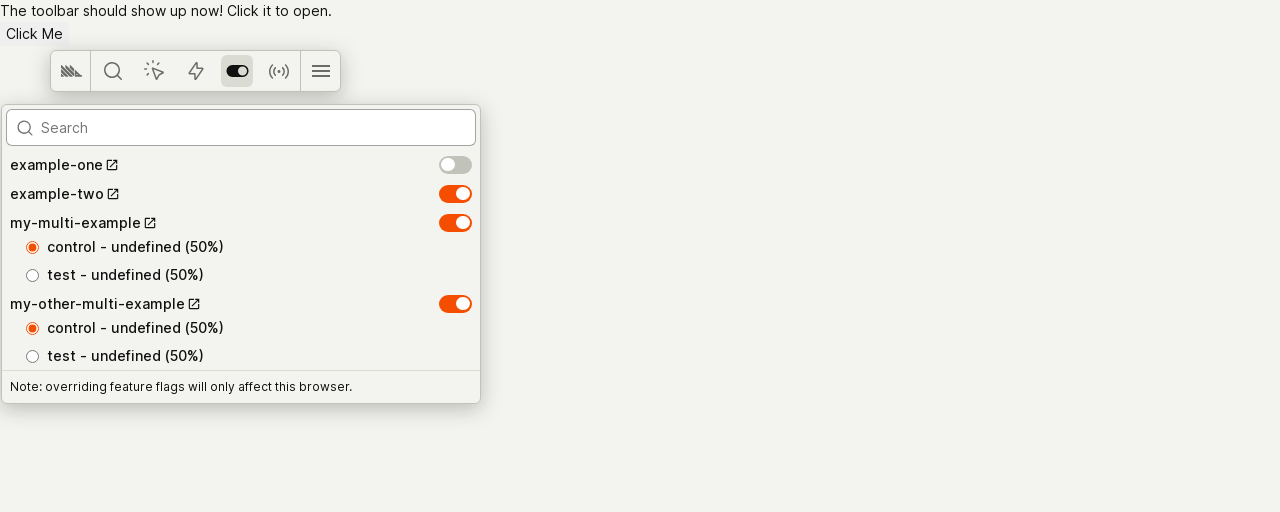 The toolbar should show up now! Click it to open.
Click Me
Search
example-one
example-two
my-multi-example
control - undefined (50%)
test - undefined (50%)
my-other-multi-example
control - undefined (50%)
test - undefined (50%)
Note: overriding feature flags will only affect this browser.